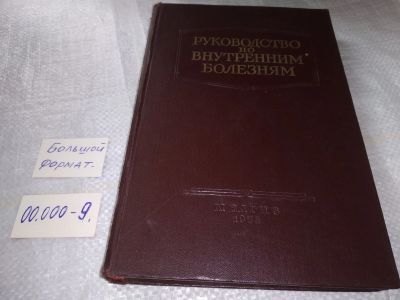 РУКОВОДСТВО
ПО
ВНУТРЕННИМ
БОЛЕЗНЯМ
МЕДГИЗ
Большой
формат.
00.000-9.